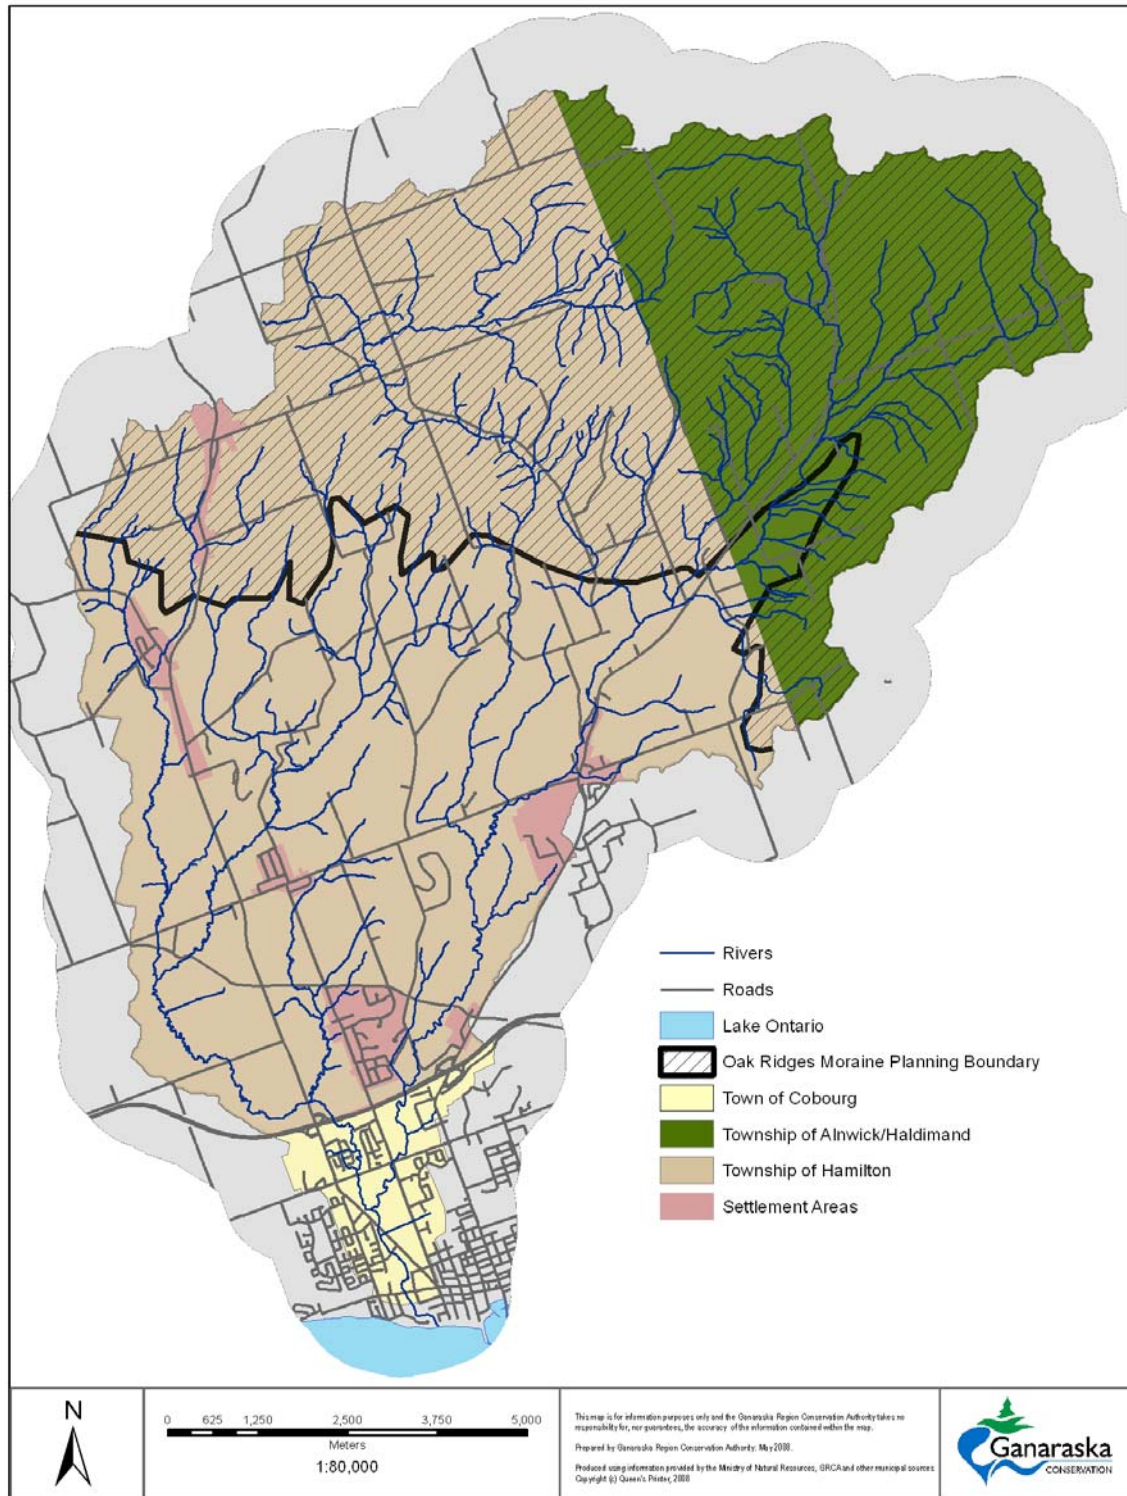 Rivers
Roads
Lake Ontario
Oak Ridges Moraine Planning Boundary
Town of Cobourg
Township of Alnwick/Haldimand
Township of Hamilton
Settlement Areas
N
0 625 1,250 2,500 3,750 5,000
Meters
1:80,000
This map is for information purposes only and the Ganaraska Region Conservation Authority takes no
responsibility for, nor guarantees, the accuracy of the information contained within the map.
Prepared by Ganaraska Region Conservation Authority, May 2008.
Produced using information provided by the Ministry of Natural Resources, GRCA and other municipal sources
Copyright (c) Queen's Printer, 2008
Ganaraska
CONSERVATION